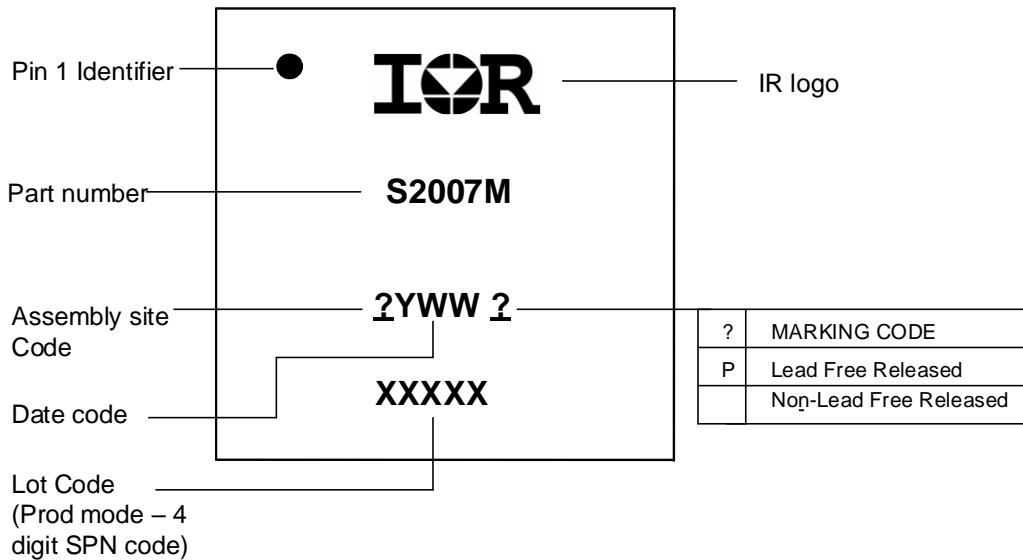 Pin 1 Identifier
IOR
IR logo
Part number
S2007M
Assembly site
Code
?YWW ?
? MARKING CODE
P Lead Free Released
Non-Lead Free Released
Date code
XXXXX
Lot Code
(Prod mode – 4
digit SPN code)